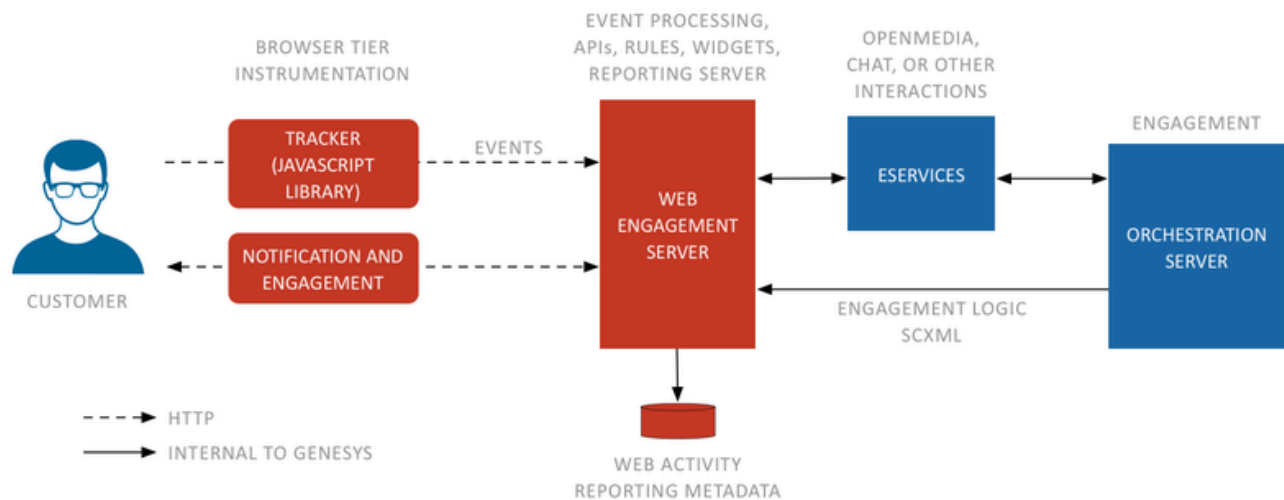 BROWSER TIER
INSTRUMENTATION
EVENT PROCESSING,
APIs, RULES, WIDGETS,
REPORTING SERVER
OPENMEDIA,
CHAT, OR OTHER
INTERACTIONS
ENGAGEMENT
TRACKER
(JAVASCRIPT
LIBRARY)
EVENTS
NOTIFICATION AND
ENGAGEMENT
CUSTOMER
WEB
ENGAGEMENT
SERVER
ESERVICES
ORCHESTRATION
SERVER
ENGAGEMENT LOGIC
SCXML
HTTP
INTERNAL TO GENESYS
WEB ACTIVITY
REPORTING METADATA